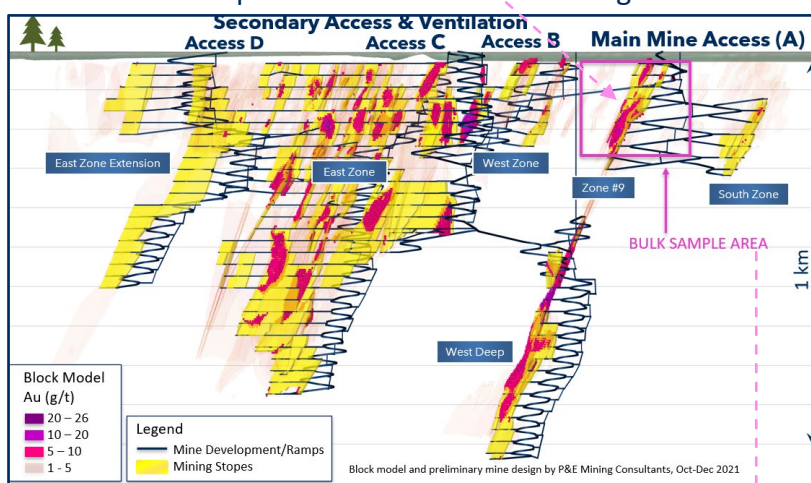 Secondary Access & Ventilation
Access D
Access C
Access B
Main Mine Access (A)
East Zone Extension
East Zone
West Zone
Zone #9
South Zone
BULK SAMPLE AREA
1 km
West Deep
Block Model
Au (g/t)
20 – 26
10 – 20
5 – 10
1 - 5
Legend
Mine Development/Ramps
Mining Stopes
Block model and preliminary mine design by P&E Mining Consultants, Oct-Dec 2021